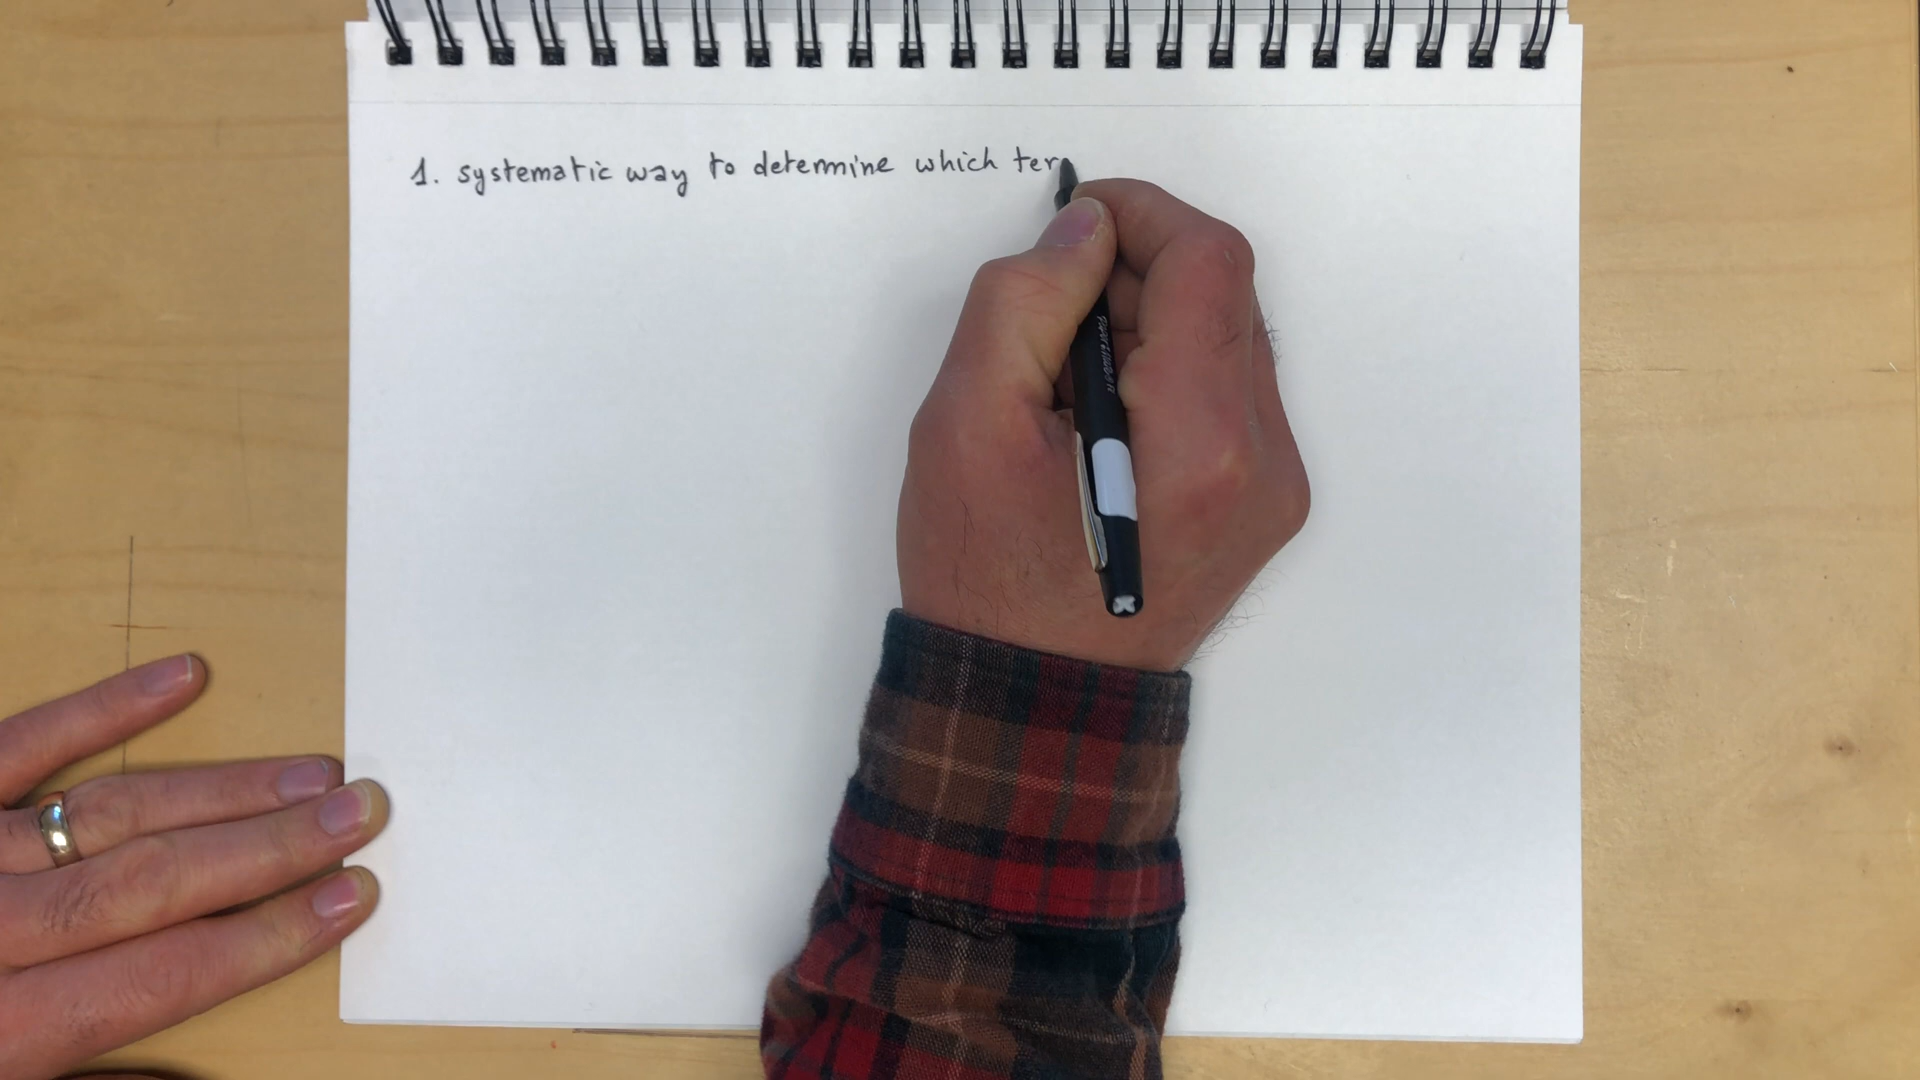 1. systematic way to determine which ter